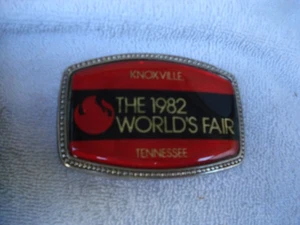 KNOXVILLE
THE 1982
WORLD'S FAIR
TENNESSEE